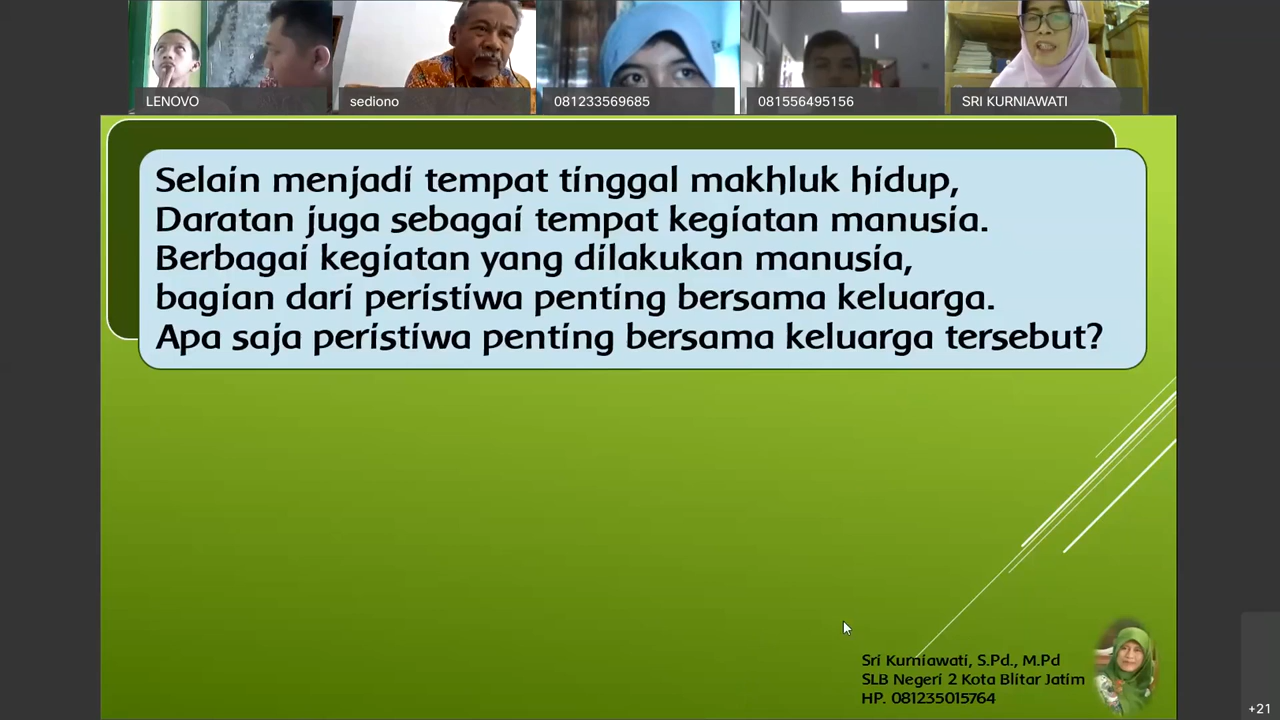 LENOVO
sediono
081233569685
081556495156
SRI KURNIAWATI
Selain menjadi tempat tinggal makhluk hidup,
Daratan juga sebagai tempat kegiatan manusia.
Berbagai kegiatan yang dilakukan manusia,
bagian dari peristiwa penting bersama keluarga.
Apa saja peristiwa penting bersama keluarga tersebut?
Sri Kurniawati, S.Pd., M.Pd
SLB Negeri 2 Kota Blitar Jatim
HP. 081235015764
+21